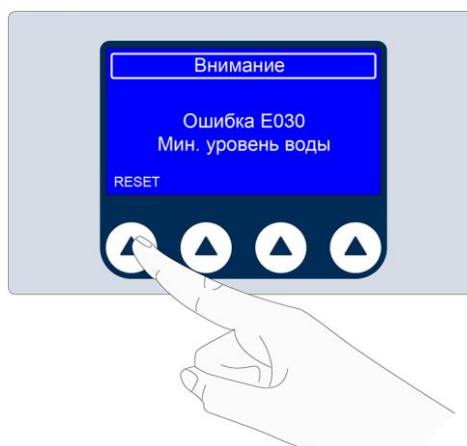 Внимание
Ошибка E030
Мин. уровень воды
RESET